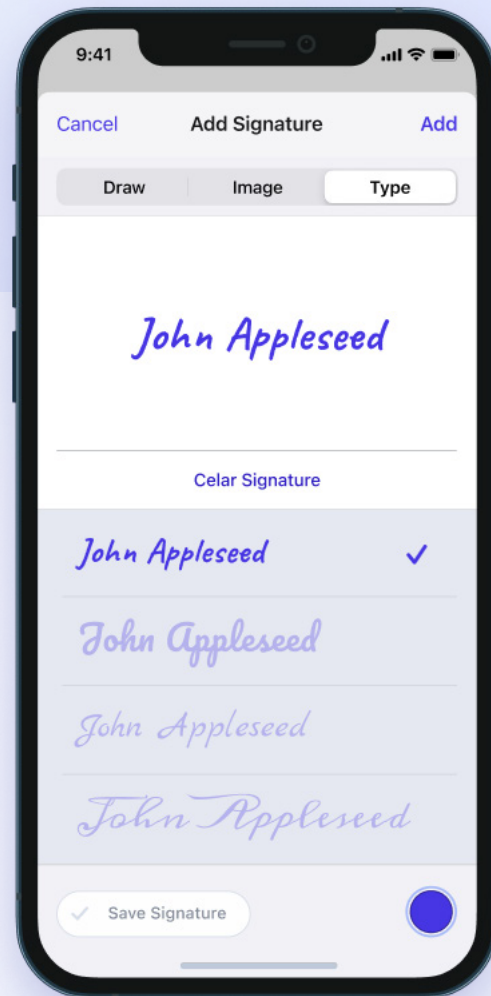 9:41
Cancel Add Signature Add
Draw Image Type
John Appleseed
Celar Signature
John Appleseed
John Appleseed
John Appleseed
John Appleseed
Save Signature